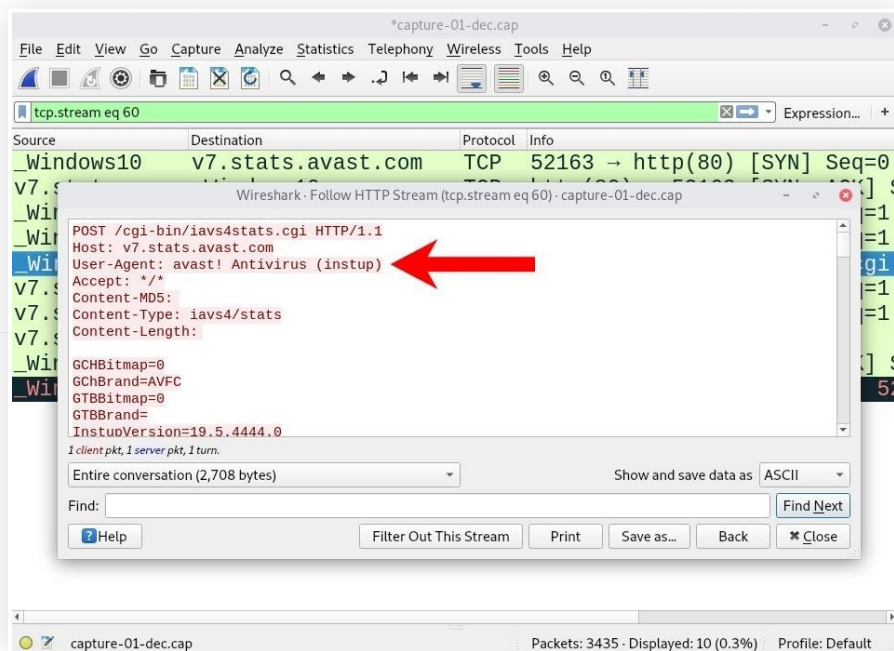 *capture-01-dec.cap
File Edit View Go Capture Analyze Statistics Telephony Wireless Tools Help
tcp.stream eq 60 Expression... +
Source Destination Protocol Info
_Windows10 v7.stats.avast.com TCP 52163 → http(80) [SYN] Seq=0
Wireshark · Follow HTTP Stream (tcp.stream eq 60) · capture-01-dec.cap
POST /cgi-bin/iavs4stats.cgi HTTP/1.1
Host: v7.stats.avast.com
User-Agent: avast! Antivirus (instup)
Accept: */*
Content-MD5:
Content-Type: iavs4/stats
Content-Length:
GCHBitmap=0
GChBrand=AVFC
GTBBitmap=0
GTBBrand=
InstupVersion=19.5.4444.0
1 client pkt, 1 server pkt, 1 turn.
Entire conversation (2,708 bytes) Show and save data as ASCII
Find: Find Next
Help Filter Out This Stream Print Save as... Back Close
capture-01-dec.cap Packets: 3435 · Displayed: 10 (0.3%) Profile: Default